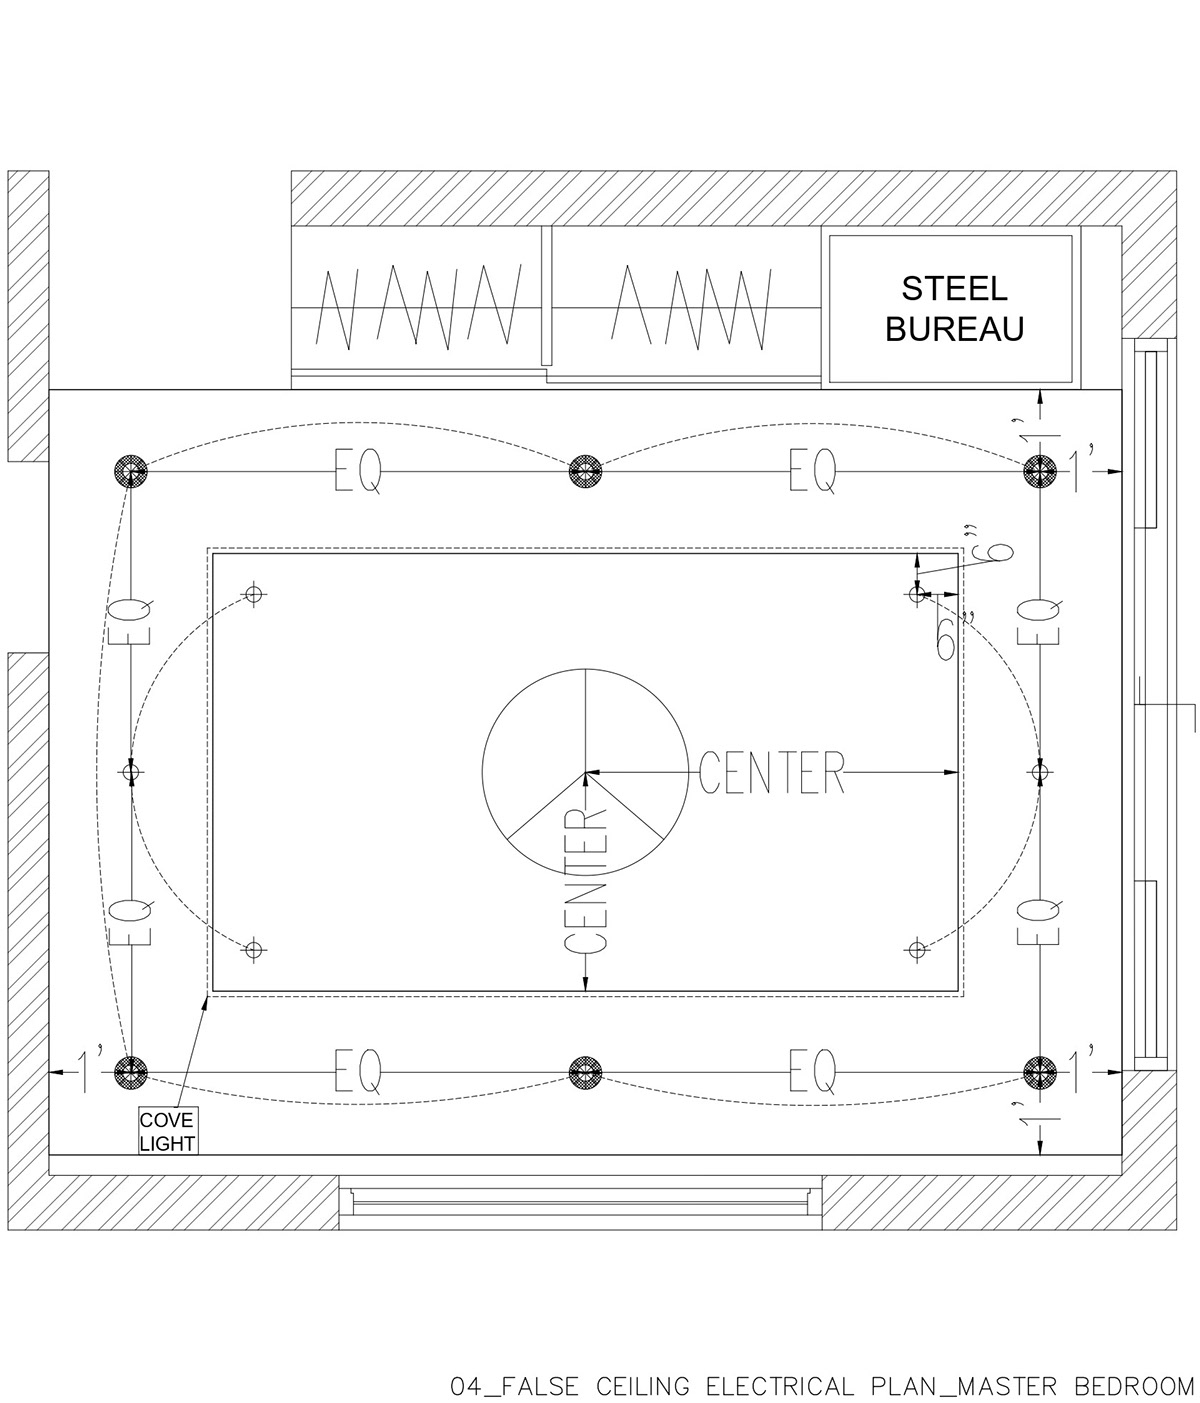 STEEL
BUREAU
1'
EQ
EQ
1'
6"
EQ
EQ
6"
CENTER
CENTER
EQ
EQ
1'
EQ
EQ
1'
1'
COVE
LIGHT
04_FALSE CEILING ELECTRICAL PLAN_MASTER BEDROOM